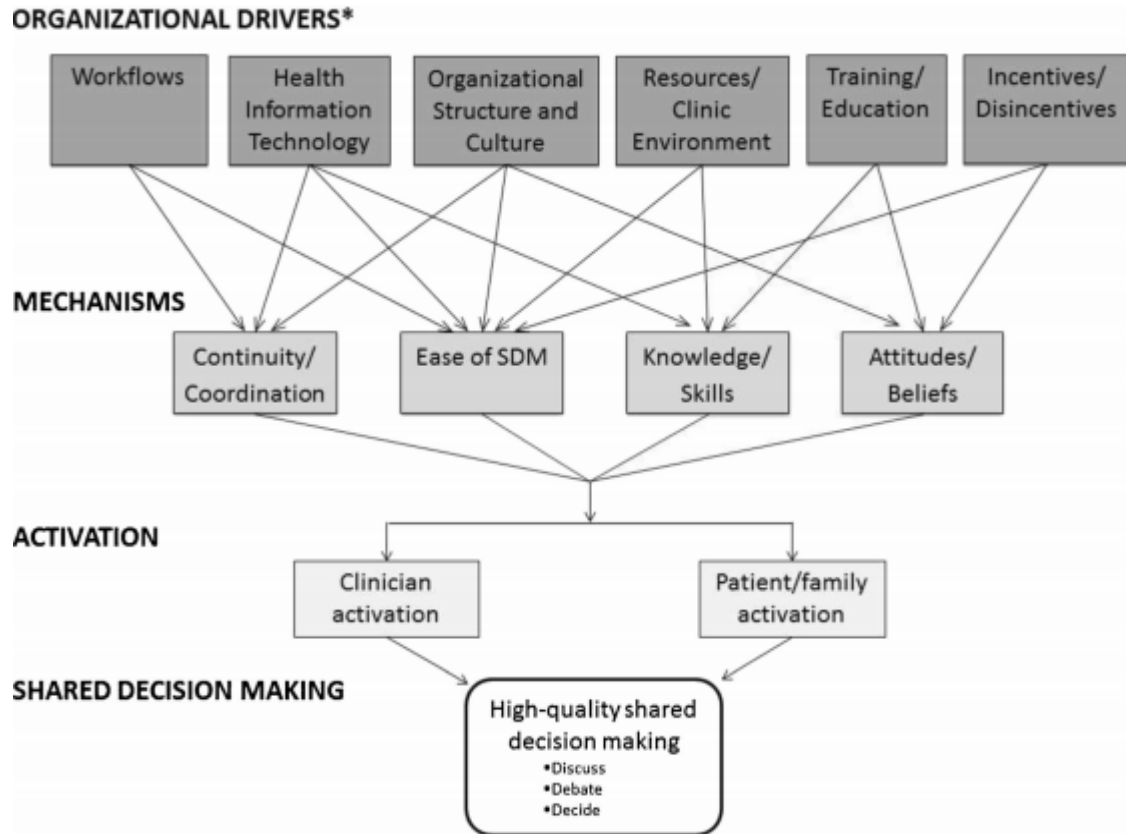 ORGANIZATIONAL DRIVERS*
Workflows
Health
Information
Technology
Organizational
Structure and
Culture
Resources/
Clinic
Environment
Training/
Education
Incentives/
Disincentives
MECHANISMS
Continuity/
Coordination
Ease of SDM
Knowledge/
Skills
Attitudes/
Beliefs
ACTIVATION
Clinician
activation
Patient/family
activation
SHARED DECISION MAKING
High-quality shared
decision making
•Discuss
•Debate
•Decide